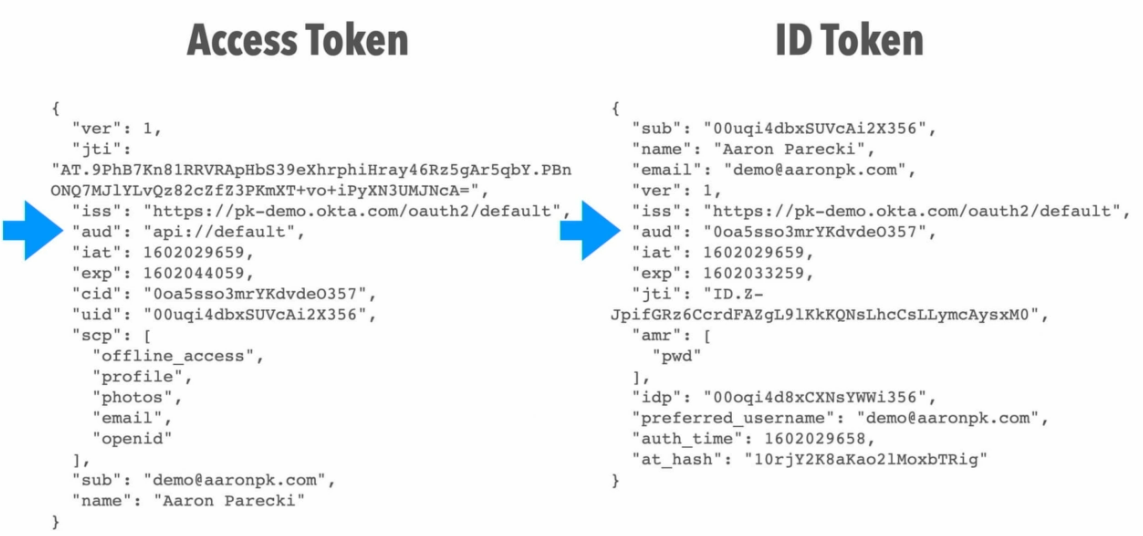 Access Token
{
"ver": 1,
"jti":
"AT.9PhB7Kn81RRVRApHbS39eXhrphiHray46Rz5gAr5qbY.PBn
ONQ7MJlYLvQz82cZfZ3PKmXT+vo+iPyXN3UMJNcA=",
"iss": "https://pk-demo.okta.com/oauth2/default",
"aud": "api://default",
"iat": 1602029659,
"exp": 1602044059,
"cid": "0oa5sso3mrYKdvdeO357",
"uid": "00uqi4dbxSUVcAi2X356",
"scp": [
"offline_access",
"profile",
"photos",
"email",
"openid"
],
"sub": "demo@aaronpk.com",
"name": "Aaron Parecki"
}
ID Token
{
"sub": "00uqi4dbxSUVcAi2X356",
"name": "Aaron Parecki",
"email": "demo@aaronpk.com",
"ver": 1,
"iss": "https://pk-demo.okta.com/oauth2/default",
"aud": "0oa5sso3mrYKdvdeO357",
"iat": 1602029659,
"exp": 1602033259,
"jti": "ID.Z-
JpifGRz6CcrdFAZgL9lKkKQNsLhcCsLLymcAysxM0",
"amr": [
"pwd"
],
"idp": "00oqi4d8xCXNsYWWi356",
"preferred_username": "demo@aaronpk.com",
"auth_time": 1602029658,
"at_hash": "10rjY2K8aKao2lMoxbTRig"
}